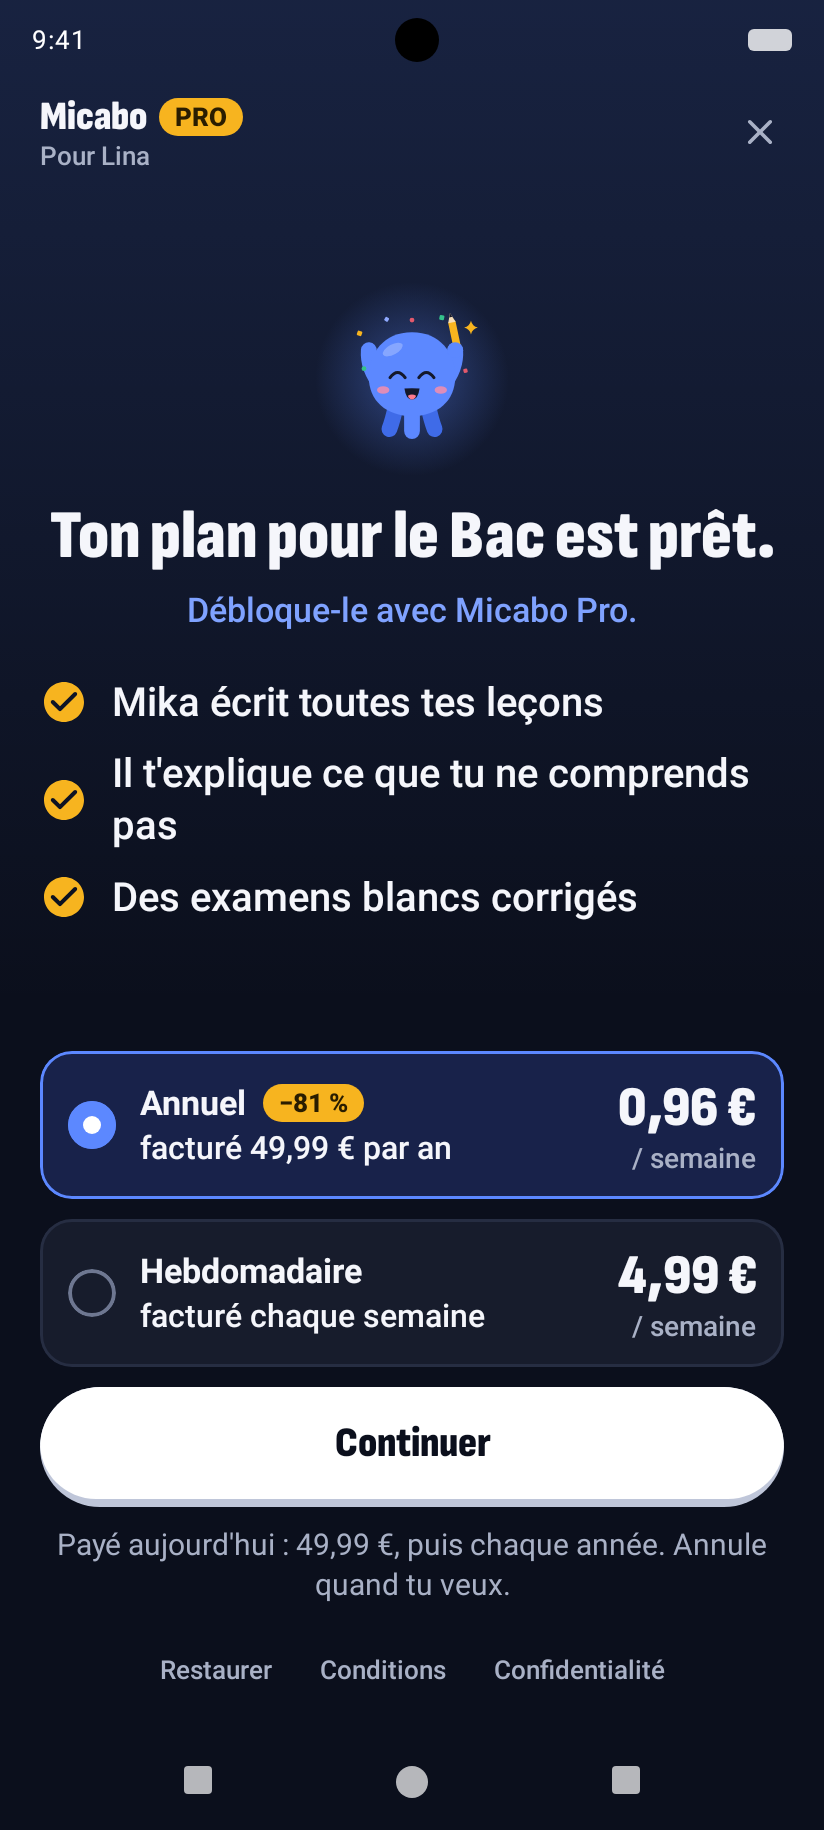 9:41
Micabo PRO
Pour Lina
Ton plan pour le Bac est prêt.
Débloque-le avec Micabo Pro.
Mika écrit toutes tes leçons
Il t'explique ce que tu ne comprends
pas
Des examens blancs corrigés
Annuel −81 %
facturé 49,99 € par an
0,96 €
/ semaine
Hebdomadaire
facturé chaque semaine
4,99 €
/ semaine
Continuer
Payé aujourd'hui : 49,99 €, puis chaque année. Annule
quand tu veux.
Restaurer Conditions Confidentialité